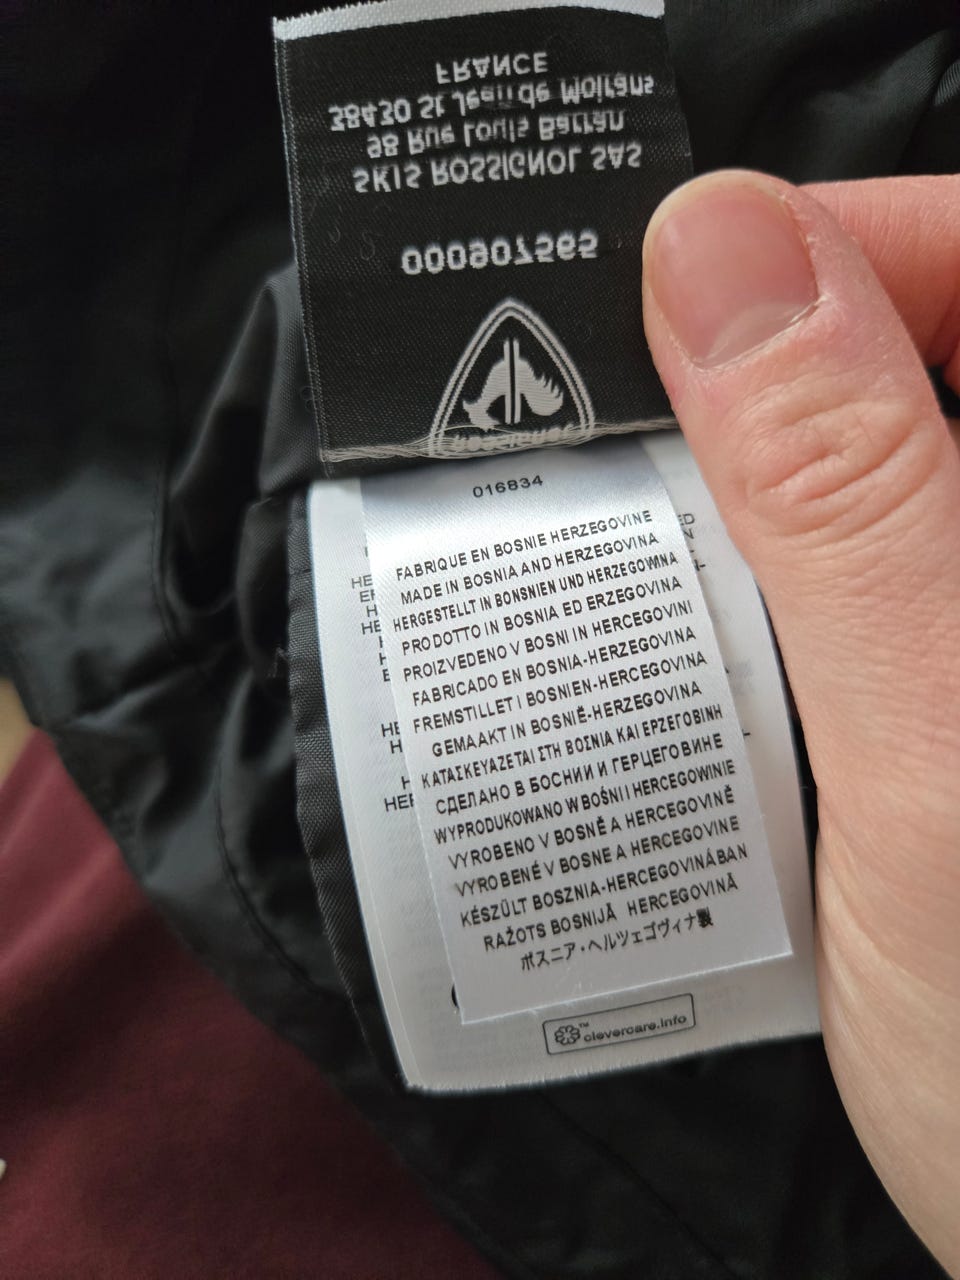 ROSSIGNOL
000907565
SKIS ROSSIGNOL SAS
98 Rue Louis Barran
38430 St Jean de Moirans
FRANCE
016834
FABRIQUE EN BOSNIE HERZEGOVINE
MADE IN BOSNIA AND HERZEGOVINA
HERGESTELLT IN BONSNIEN UND HERZEGOWINA
PRODOTTO IN BOSNIA ED ERZEGOVINA
PROIZVEDENO V BOSNI IN HERCEGOVINI
FABRICADO EN BOSNIA-HERZEGOVINA
FREMSTILLET I BOSNIEN-HERCEGOVINA
GEMAAKT IN BOSNIË-HERZEGOVINA
ΚΑΤΑΣΚΕΥΑΖΕΤΑΙ ΣΤΗ ΒΟΣΝΙΑ ΚΑΙ ΕΡΖΕΓΟΒΙΝΗ
СДЕЛАНО В БОСНИИ И ГЕРЦЕГОВИНЕ
WYPRODUKOWANO W BOŚNI I HERCEGOWINIE
VYROBENO V BOSNĚ A HERCEGOVINĚ
VYROBENÉ V BOSNE A HERCEGOVINE
KÉSZÜLT BOSZNIA-HERCEGOVINÁBAN
RAŽOTS BOSNIJĀ HERCEGOVINĀ
ボスニア・ヘルツェゴヴィナ製
clevercare.info